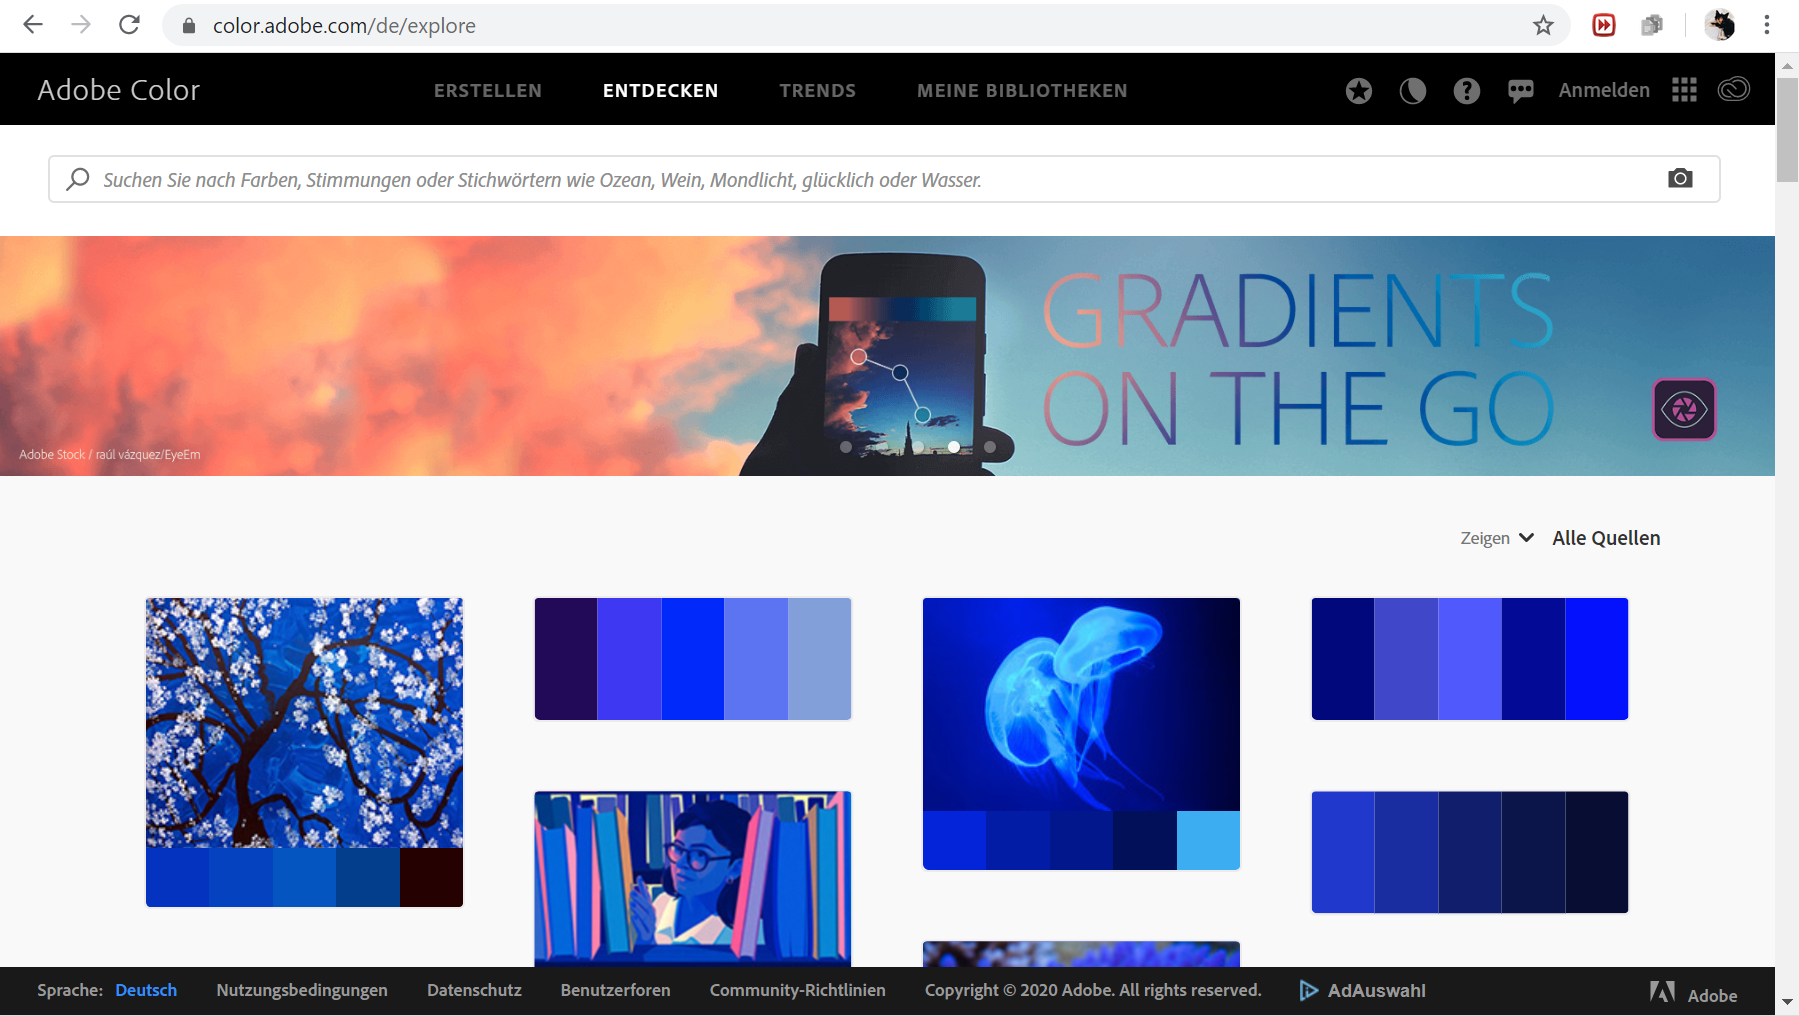 color.adobe.com/de/explore
Adobe Color
ERSTELLEN
ENTDECKEN
TRENDS
MEINE BIBLIOTHEKEN
Anmelden
Suchen Sie nach Farben, Stimmungen oder Stichwörtern wie Ozean, Wein, Mondlicht, glücklich oder Wasser.
GRADIENTS
ON THE GO
Adobe Stock / raúl vázquez/EyeEm
Zeigen
Alle Quellen
Sprache: Deutsch
Nutzungsbedingungen
Datenschutz
Benutzerforen
Community-Richtlinien
Copyright © 2020 Adobe. All rights reserved.
AdAuswahl
Adobe